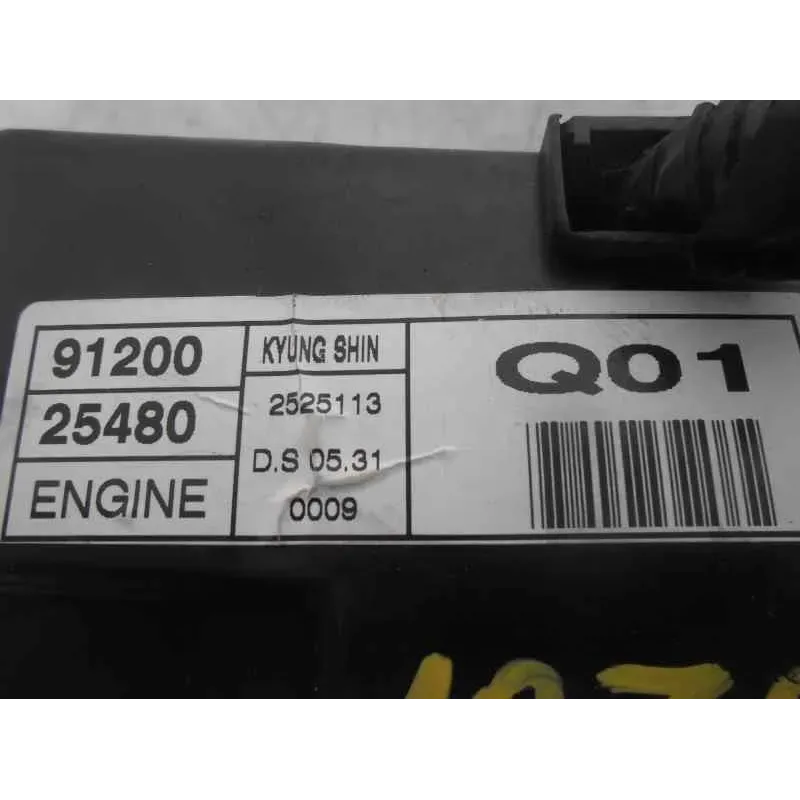 91200
25480
ENGINE
KYUNG SHIN
2525113
D.S 05.31
0009
Q01